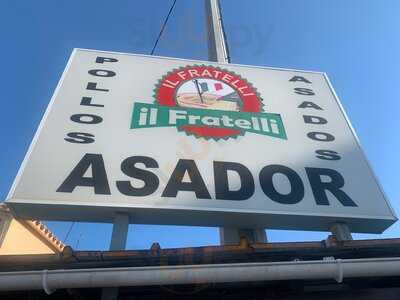 POLLOS
IL FRATELLI
il Fratelli
ASADOS
ASADOR